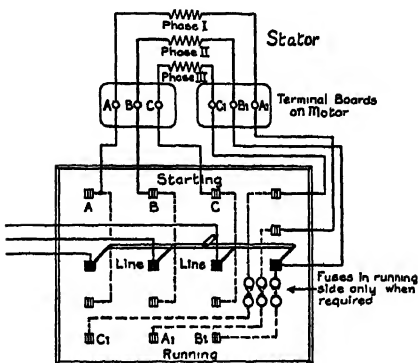 Phase I
Stator
Phase II
Phase III
A B C
C1 B1 A1
Terminal Boards
on Motor
Starting
A B C
Line Line
Fuses in running
side only when
required
C1 A1 B1
Running